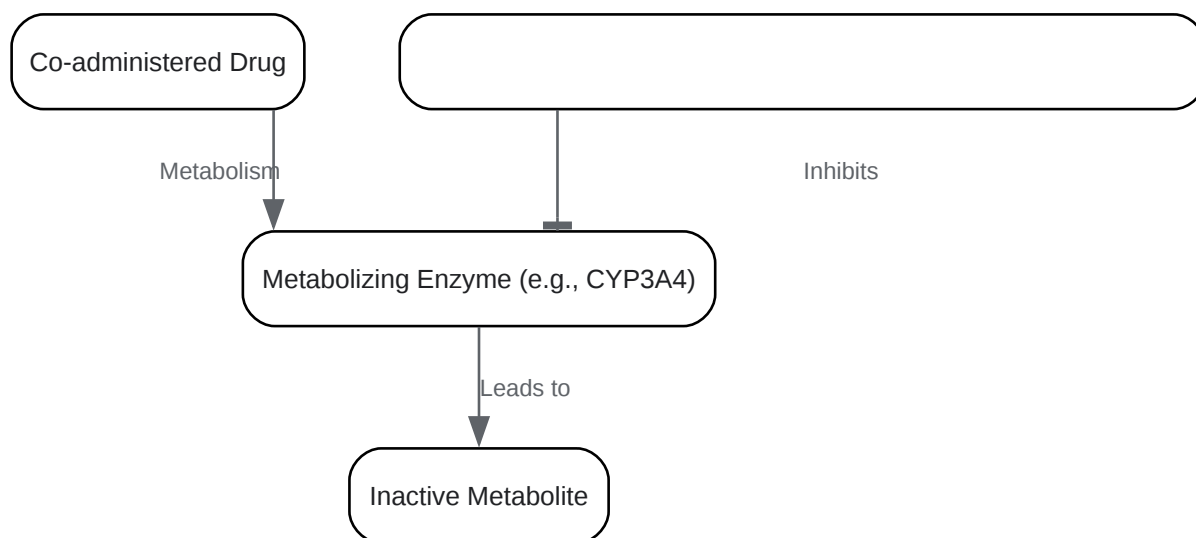 Co-administered Drug
Metabolism
Inhibits
Metabolizing Enzyme (e.g., CYP3A4)
Leads to
Inactive Metabolite